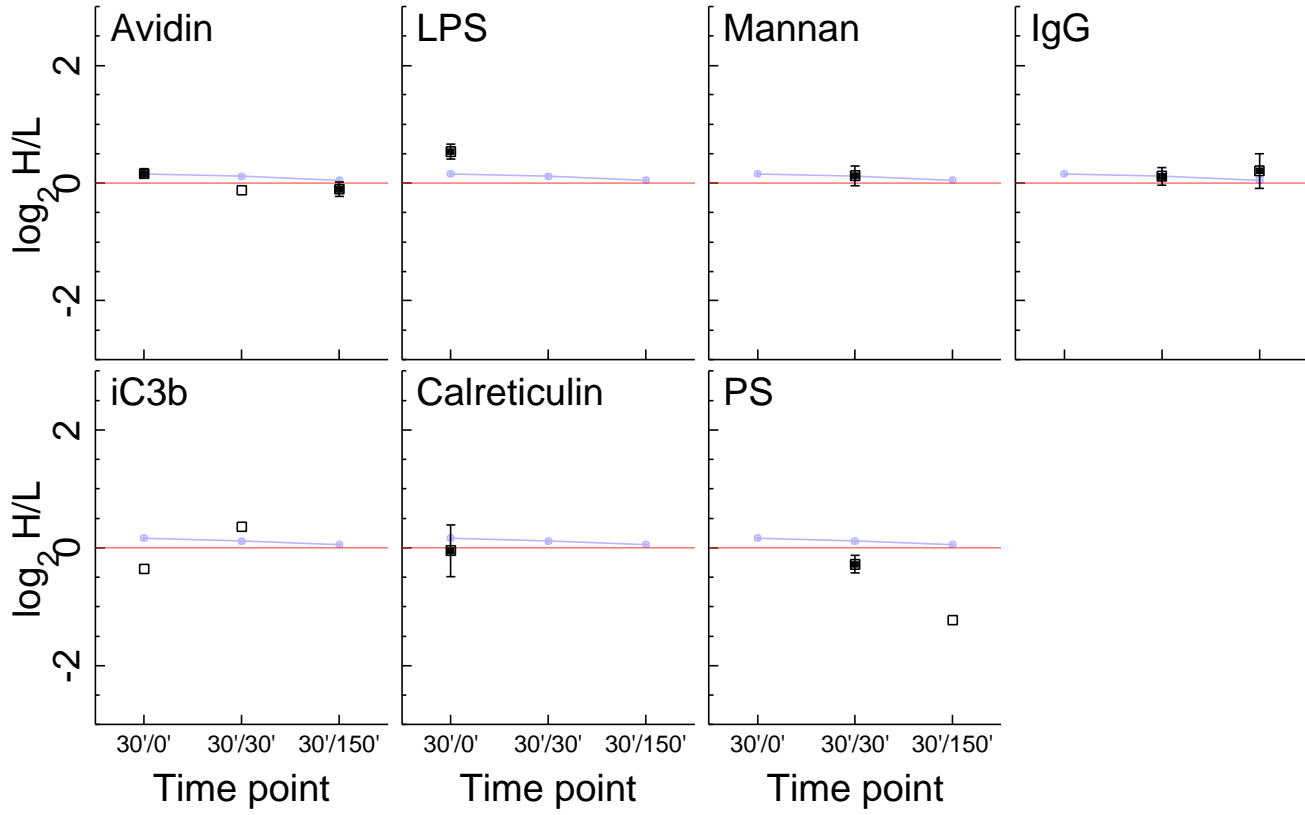 Avidin LPS Mannan IgG
2
0
-2
log2 H/L
iC3b Calreticulin PS
2
0
-2
log2 H/L
30'/0' 30'/30' 30'/150' 30'/0' 30'/30' 30'/150' 30'/0' 30'/30' 30'/150'
Time point Time point Time point